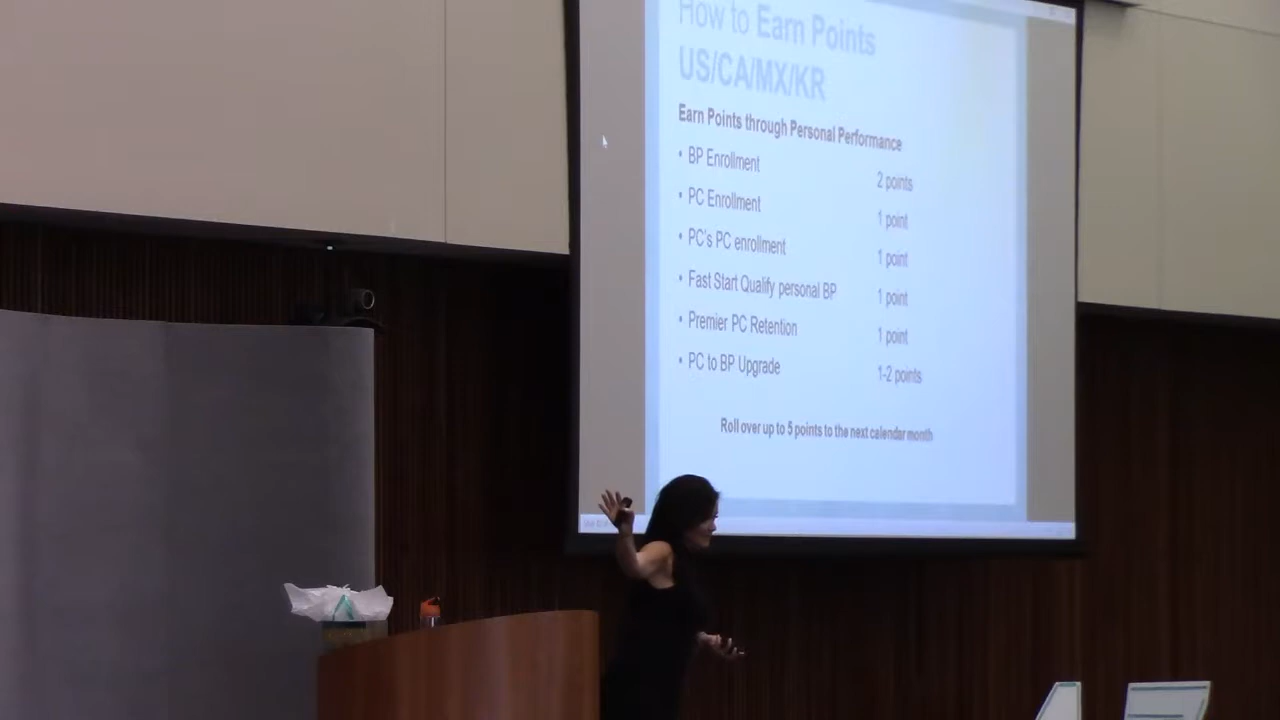 How to Earn Points
US/CA/MX/KR
Earn Points through Personal Performance
• BP Enrollment 2 points
• PC Enrollment 1 point
• PC's PC enrollment 1 point
• Fast Start Qualify personal BP 1 point
• Premier PC Retention 1 point
• PC to BP Upgrade 1-2 points
Roll over up to 5 points to the next calendar month